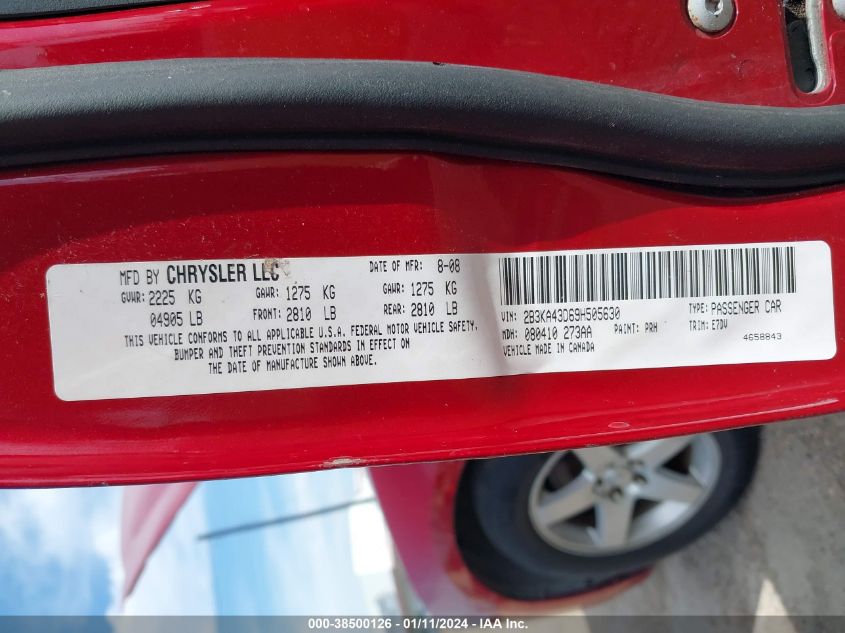 MFD BY CHRYSLER LLC DATE OF MFR: 8-08
GVWR: 2225 KG GAWR: 1275 KG GAWR: 1275 KG
04905 LB FRONT: 2810 LB REAR: 2810 LB
THIS VEHICLE CONFORMS TO ALL APPLICABLE U.S.A. FEDERAL MOTOR VEHICLE SAFETY,
BUMPER AND THEFT PREVENTION STANDARDS IN EFFECT ON
THE DATE OF MANUFACTURE SHOWN ABOVE.
VIN: 2B3KA43D69H505630 TYPE: PASSENGER CAR
MDH: 080410 273AA PAINT: PRH TRIM: E7DV
VEHICLE MADE IN CANADA 4658843
000-38500126 - 01/11/2024 - IAA Inc.